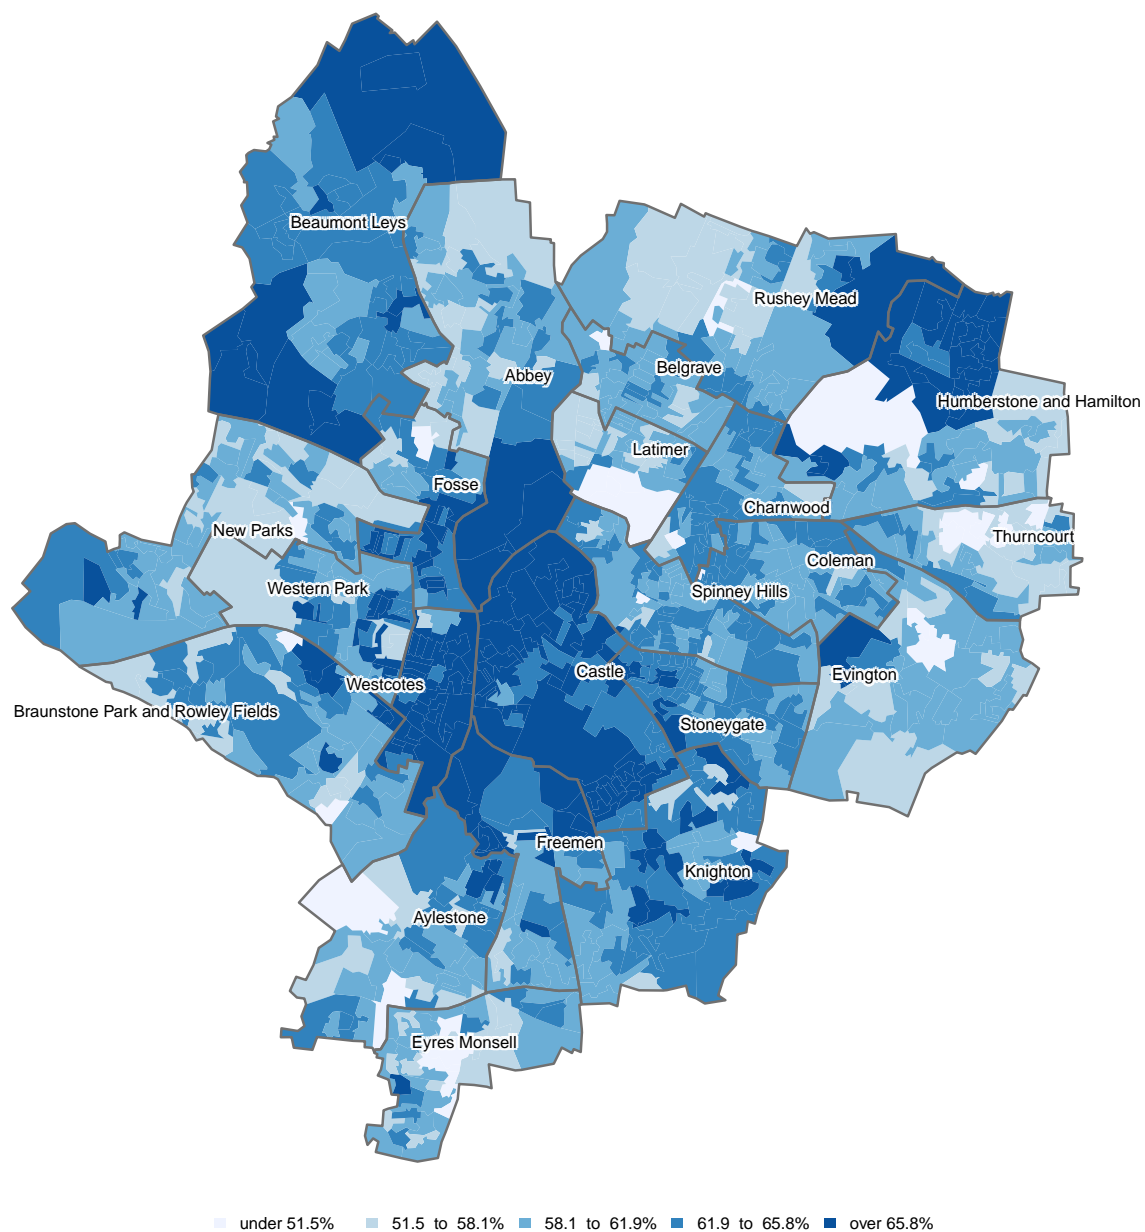 Beaumont Leys
Rushey Mead
Belgrave
Abbey
Humberstone and Hamilton
Latimer
Fosse
Charnwood
New Parks
Thurncourt
Coleman
Western Park
Spinney Hills
Castle
Evington
Westcotes
Braunstone Park and Rowley Fields
Stoneygate
Freemen
Knighton
Aylestone
Eyres Monsell
under 51.5% 51.5 to 58.1% 58.1 to 61.9% 61.9 to 65.8% over 65.8%